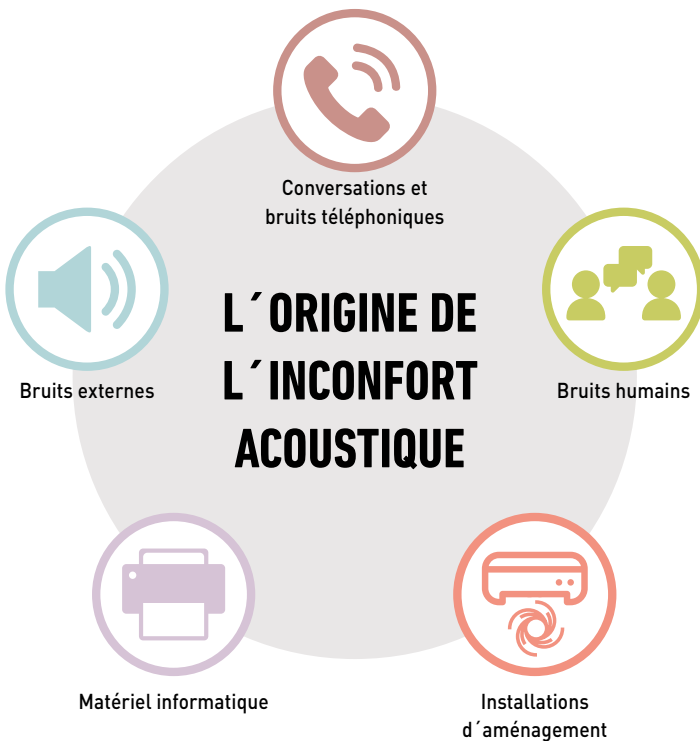 Conversations et
bruits téléphoniques
Bruits externes
L´ORIGINE DE
L´INCONFORT
ACOUSTIQUE
Bruits humains
Matériel informatique
Installations
d´aménagement